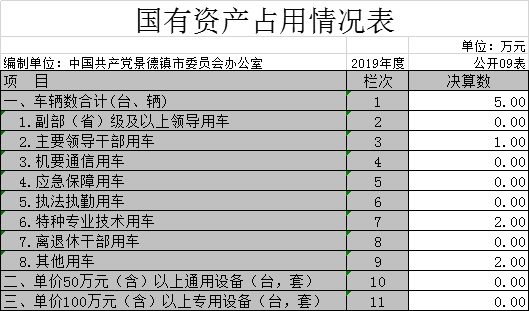 国有资产占用情况表
单位：万元
编制单位：中国共产党景德镇市委员会办公室 2019年度 公开09表
项 目 栏次 决算数
一、车辆数合计(台、辆) 1 5.00
1.副部（省）级及以上领导用车 2 0.00
2.主要领导干部用车 3 1.00
3.机要通信用车 4 0.00
4.应急保障用车 5 0.00
5.执法执勤用车 6 0.00
6.特种专业技术用车 7 2.00
7.离退休干部用车 8 0.00
8.其他用车 9 2.00
二、单价50万元（含）以上通用设备（台，套） 10 0.00
三、单价100万元（含）以上专用设备（台，套） 11 0.00